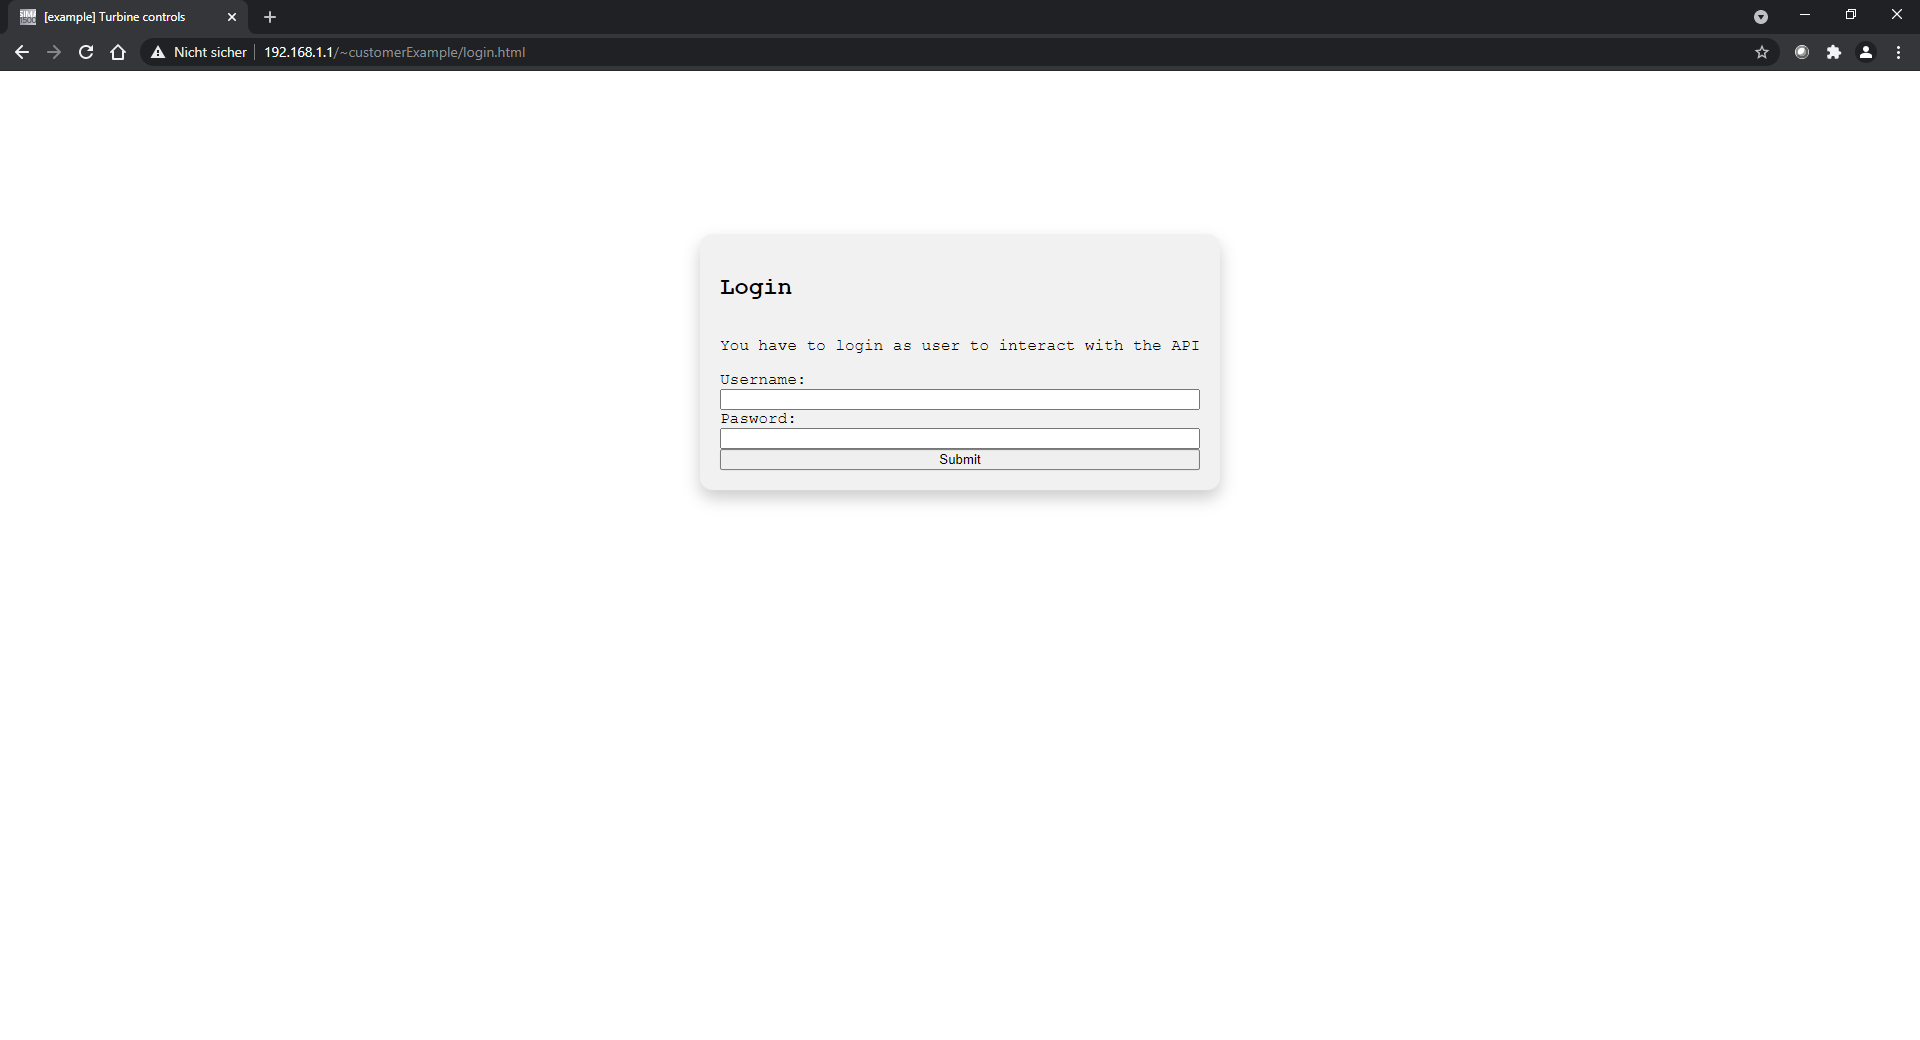 [example] Turbine controls
Nicht sicher 192.168.1.1/~customerExample/login.html
Login
You have to login as user to interact with the API
Username:
Pasword:
Submit